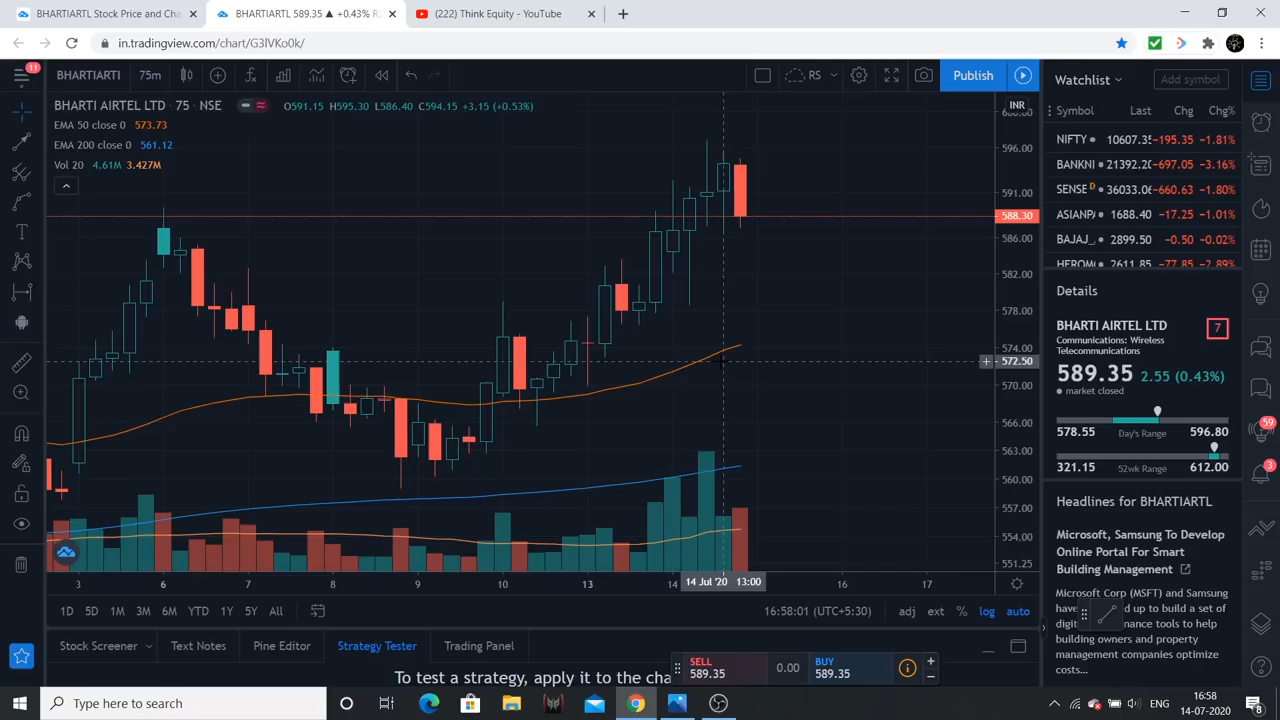 BHARTIARTL Stock Price and Cha
BHARTIARTL 589.35 ▲ +0.43% R
(222) Think Equity - YouTube
in.tradingview.com/chart/G3lVKo0k/
11
BHARTIARTL
75m
RS
Publish
Watchlist
Add symbol
BHARTI AIRTEL LTD · 75 · NSE
O591.15 H595.30 L586.40 C594.15 +3.15 (+0.53%)
EMA 50 close 0 573.73
EMA 200 close 0 561.12
Vol 20 4.61M 3.427M
INR
600.00
596.00
591.00
588.30
586.00
582.00
578.00
574.00
572.50
570.00
566.00
563.00
560.00
557.00
554.00
551.25
3 6 7 8 9 10 13 14 14 Jul '20 13:00 16 17
Symbol Last Chg Chg%
NIFTY 10607.35 −195.35 −1.81%
BANKNI 21392.20 −697.05 −3.16%
SENSE D 36033.06 −660.63 −1.80%
ASIANPA 1688.40 −17.25 −1.01%
BAJAJ_ 2899.50 −0.50 −0.02%
HEROMO 2611.85 −77.85 −2.89%
Details
BHARTI AIRTEL LTD
7
Communications: Wireless
Telecommunications
589.35 2.55 (0.43%)
market closed
578.55 Day's Range 596.80
321.15 52wk Range 612.00
59
3
Headlines for BHARTIARTL
Microsoft, Samsung To Develop
Online Portal For Smart
Building Management
Microsoft Corp (MSFT) and Samsung
have d up to build a set of
digit nance tools to help
building owners and property
management companies optimize
costs...
1D 5D 1M 3M 6M YTD 1Y 5Y All
16:58:01 (UTC+5:30) adj ext % log auto
Stock Screener Text Notes Pine Editor Strategy Tester Trading Panel
To test a strategy, apply it to the cha
SELL
589.35
0.00
BUY
589.35
Type here to search
ENG
16:58
14-07-2020
8